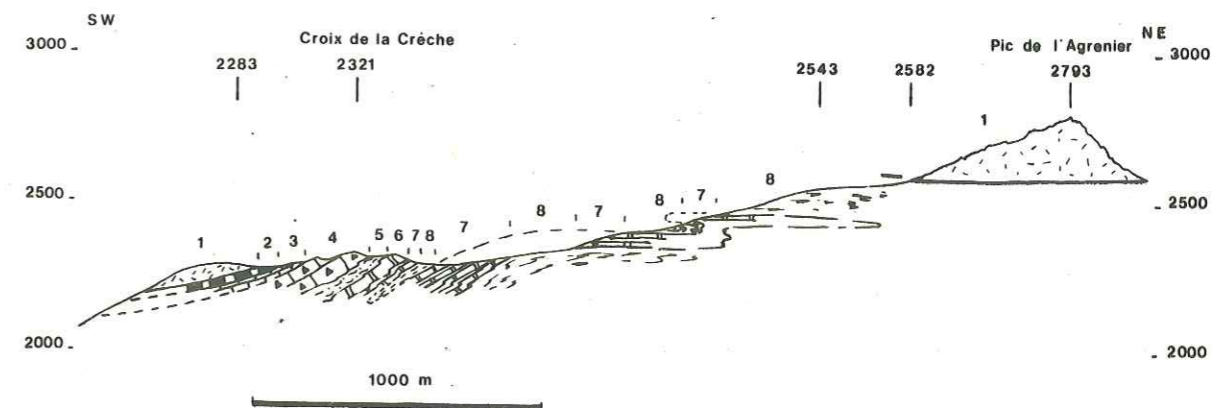 SW
NE
Croix de la Crèche
Pic de l'Agrenier
3000
3000
2283
2321
2543
2582
2793
1
2500
2500
1 2 3 4 5 6 7 8 7 8 7 8 7 8
2000
2000
1000 m